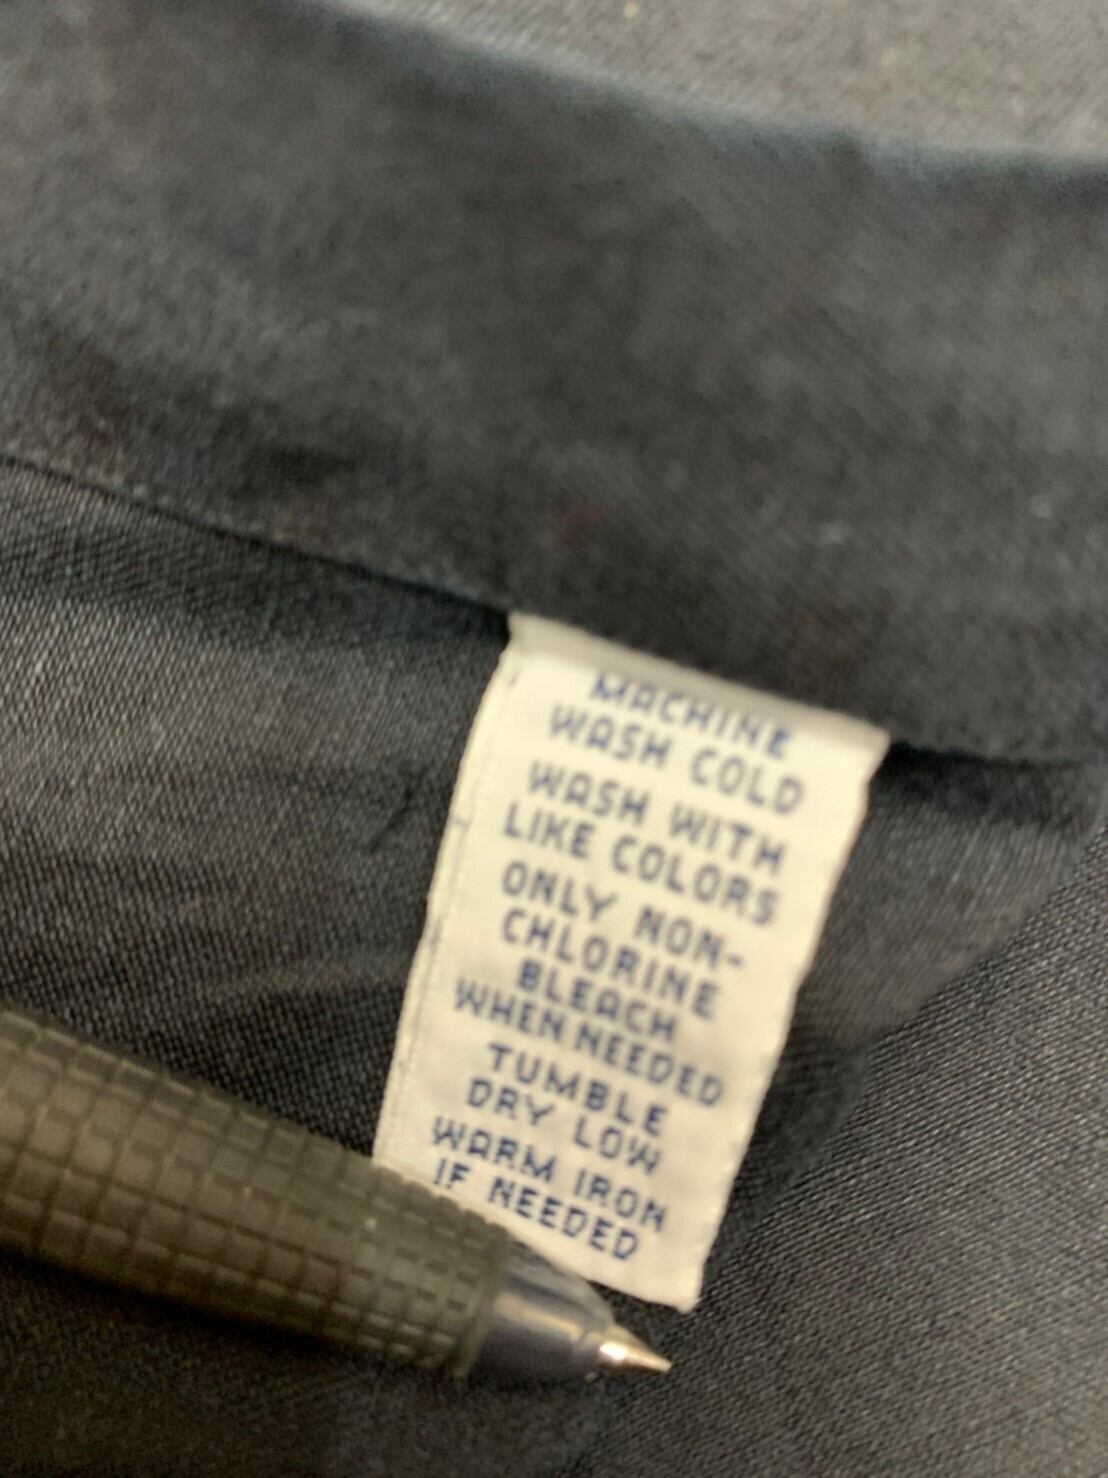 MACHINE
WASH COLD
WASH WITH
LIKE COLORS
ONLY NON-
CHLORINE
BLEACH
WHEN NEEDED
TUMBLE
DRY LOW
WARM IRON
IF NEEDED